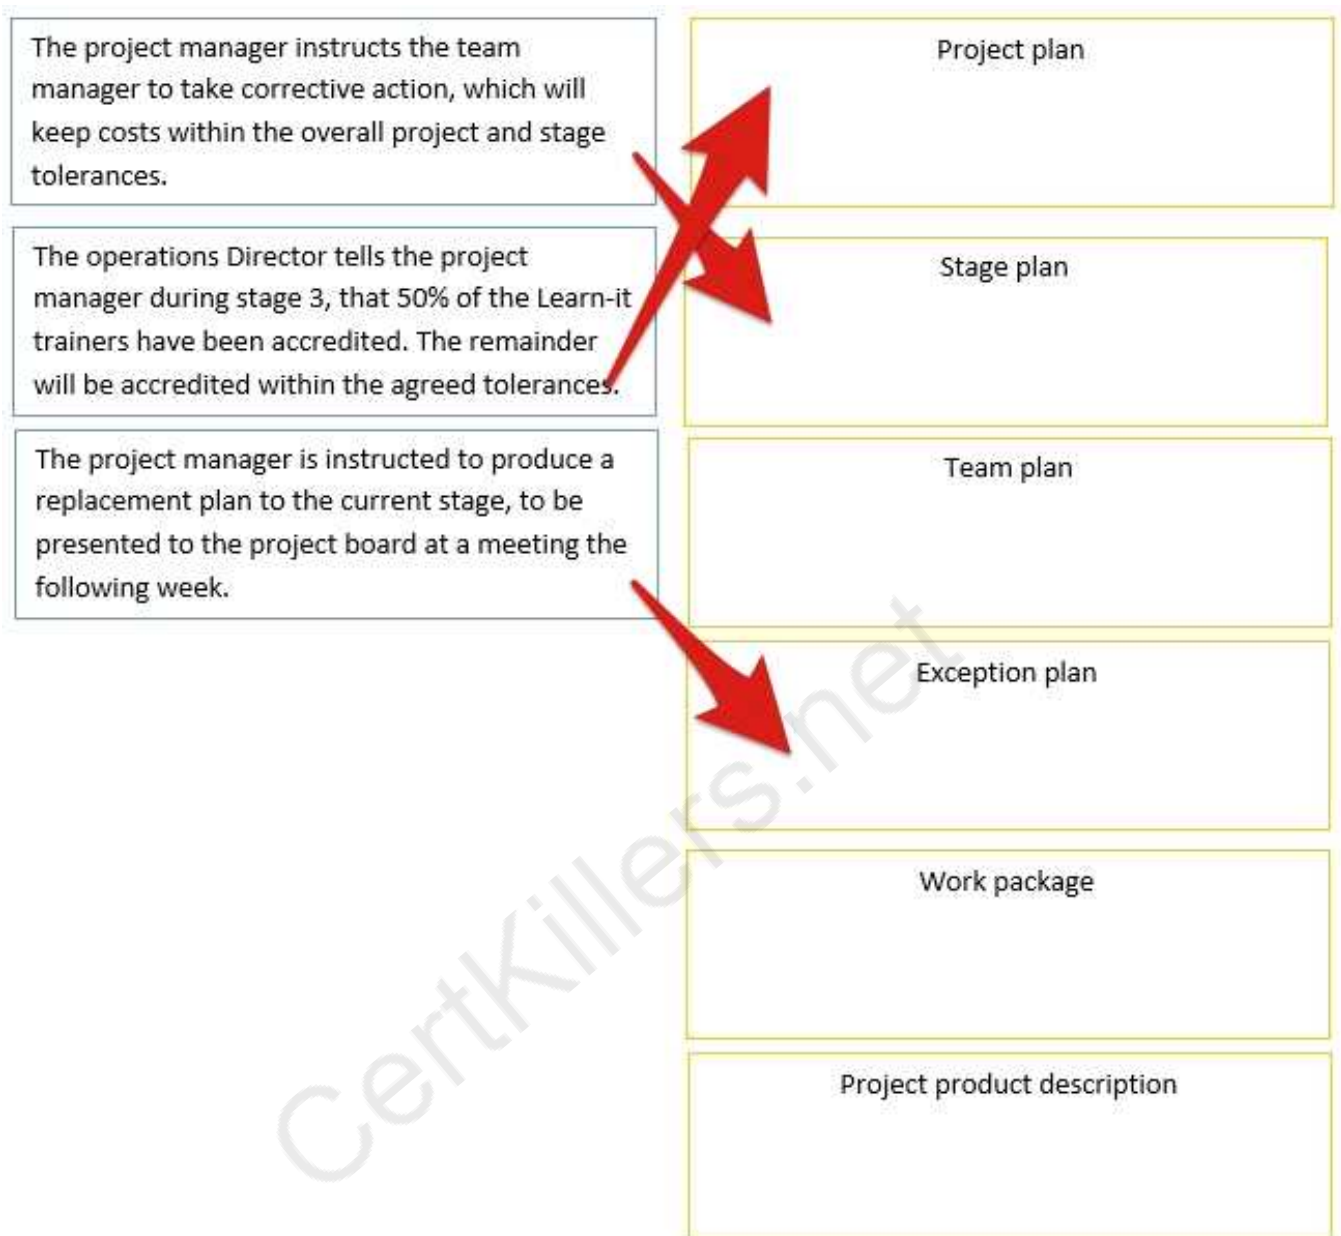 The project manager instructs the team
manager to take corrective action, which will
keep costs within the overall project and stage
tolerances.
The operations Director tells the project
manager during stage 3, that 50% of the Learn-it
trainers have been accredited. The remainder
will be accredited within the agreed tolerances.
The project manager is instructed to produce a
replacement plan to the current stage, to be
presented to the project board at a meeting the
following week.
Project plan
Stage plan
Team plan
Exception plan
Work package
Project product description
CertKillers.net